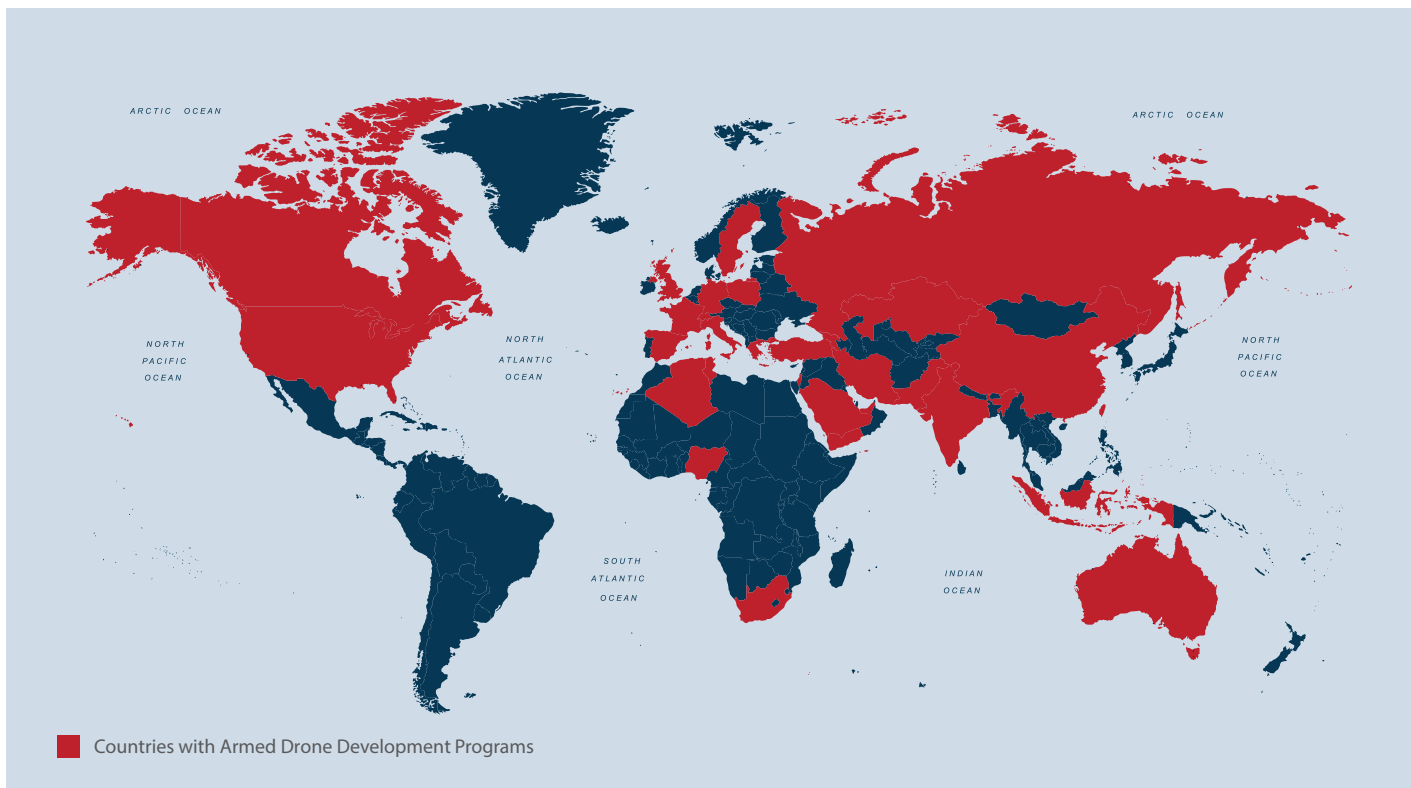 ARCTIC OCEAN
ARCTIC OCEAN
NORTH
PACIFIC
OCEAN
NORTH
ATLANTIC
OCEAN
NORTH
PACIFIC
OCEAN
SOUTH
ATLANTIC
OCEAN
INDIAN
OCEAN
Countries with Armed Drone Development Programs